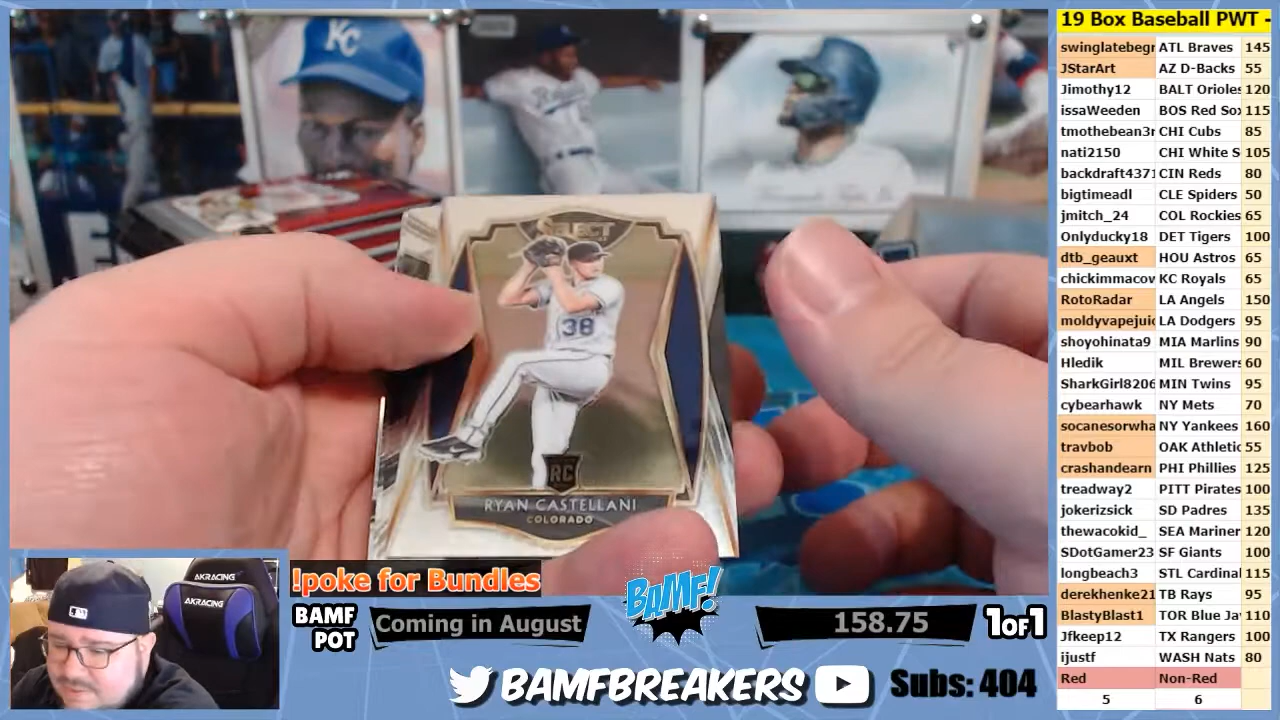 19 Box Baseball PWT -
swinglatebegr ATL Braves 145
JStarArt AZ D-Backs 55
Jimothy12 BALT Orioles 120
issaWeeden BOS Red Sox 115
tmothebean3r CHI Cubs 85
nati2150 CHI White S 105
backdraft4371 CIN Reds 80
bigtimeadl CLE Spiders 50
jmitch_24 COL Rockies 65
Onlyducky18 DET Tigers 100
dtb_geauxt HOU Astros 65
chickimmacov KC Royals 65
RotoRadar LA Angels 150
moldyvapejuic LA Dodgers 95
shoyohinata9 MIA Marlins 90
Hledik MIL Brewers 60
SharkGirl8206 MIN Twins 95
cybearhawk NY Mets 70
socanesorwha NY Yankees 160
travbob OAK Athletic 55
crashandearn PHI Phillies 125
treadway2 PITT Pirates 100
jokerizsick SD Padres 135
thewacokid_ SEA Mariner 120
SDotGamer23 SF Giants 100
longbeach3 STL Cardinal 115
derekhenke21 TB Rays 95
BlastyBlast1 TOR Blue Ja 110
Jfkeep12 TX Rangers 100
ijustf WASH Nats 80
Red Non-Red
5 6
KC
SELECT
38
RC
RYAN CASTELLANI
COLORADO
AKRACING
AKRACING
!poke for Bundles
BAMF POT
Coming in August
BAMF!
158.75
1OF1
BAMFBREAKERS
Subs: 404